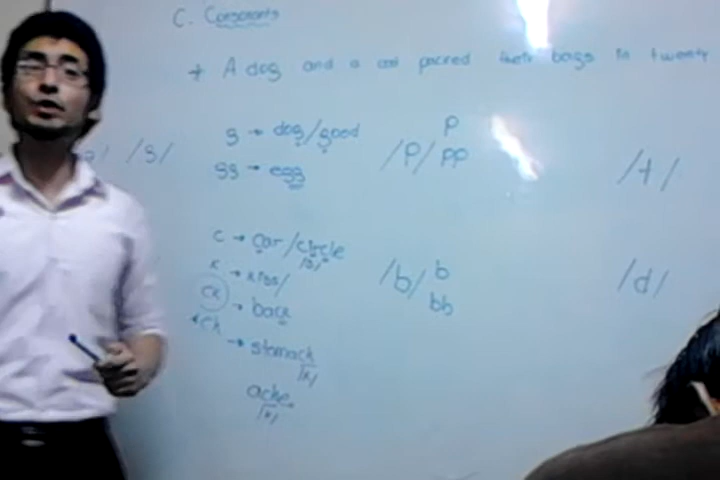 C. Consonants
+ A dog and a cat packed their bags in twenty
/g/
g → dog/good
gg → egg
/p/ p
pp
/t/
c → car/circle
/s/
k → kiss/
ck → back
ch → stomach
/k/
ache
/k/
/b/ b
bb
/d/